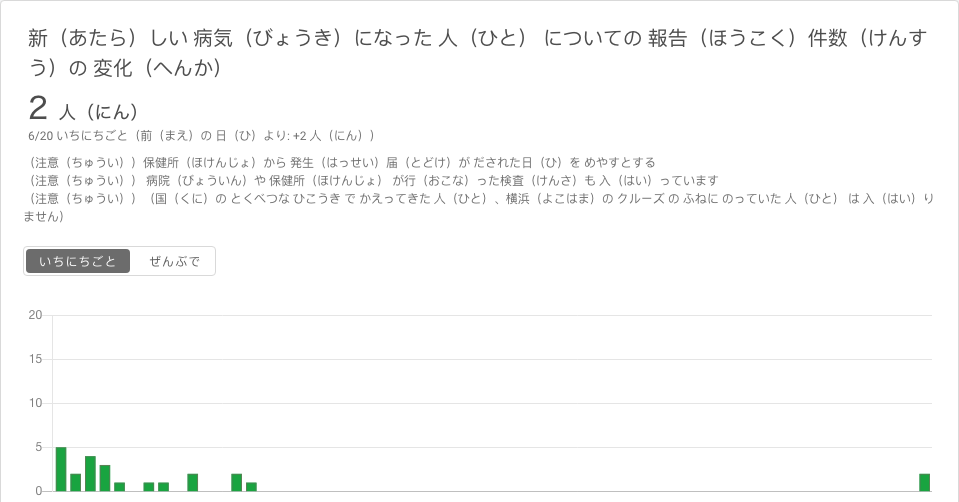 新（あたら）しい 病気（びょうき）になった 人（ひと） についての 報告（ほうこく）件数（けんす
う）の 変化（へんか）
2 人（にん）
6/20 いちにちごと（前（まえ）の 日（ひ）より: +2 人（にん））
（注意（ちゅうい））保健所（ほけんじょ）から 発生（はっせい）届（とどけ）が だされた日（ひ）を めやすとする
（注意（ちゅうい）） 病院（びょういん）や 保健所（ほけんじょ） が行（おこな）った検査（けんさ）も 入（はい）っています
（注意（ちゅうい））（国（くに）の とくべつな ひこうき で かえってきた 人（ひと）、横浜（よこはま）の クルーズ の ふねに のっていた 人（ひと） は 入（はい）り
ません）
いちにちごと ぜんぶで
20
15
10
5
0